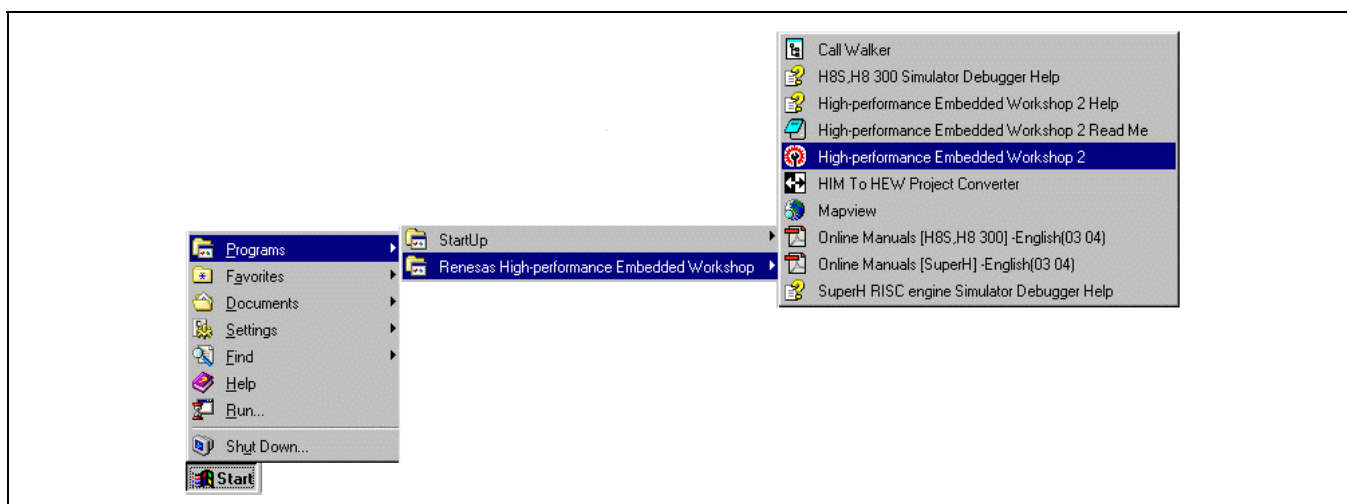 Call Walker
H8S,H8 300 Simulator Debugger Help
High-performance Embedded Workshop 2 Help
High-performance Embedded Workshop 2 Read Me
High-performance Embedded Workshop 2
HIM To HEW Project Converter
Mapview
Online Manuals [H8S,H8 300] -English(03 04)
Online Manuals [SuperH] -English(03 04)
SuperH RISC engine Simulator Debugger Help
StartUp
Renesas High-performance Embedded Workshop
Programs
Favorites
Documents
Settings
Find
Help
Run...
Shut Down...
Start